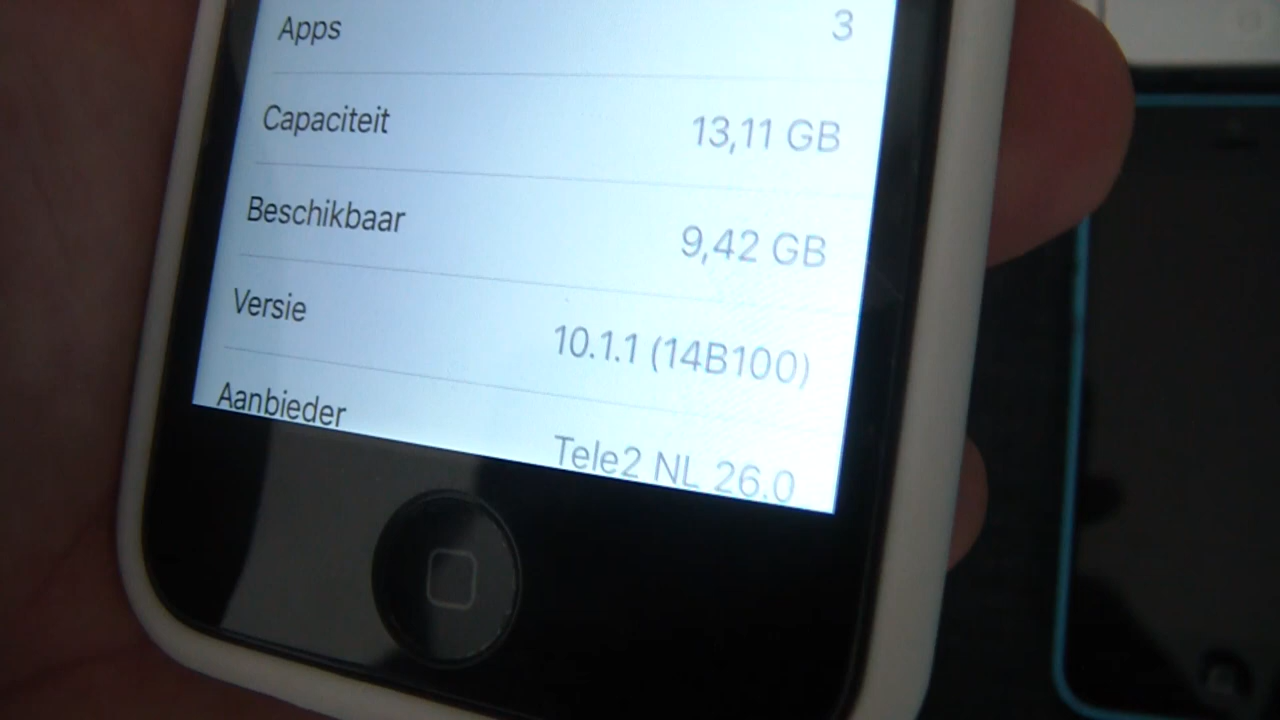 Apps 3
Capaciteit 13,11 GB
Beschikbaar 9,42 GB
Versie 10.1.1 (14B100)
Aanbieder Tele2 NL 26.0